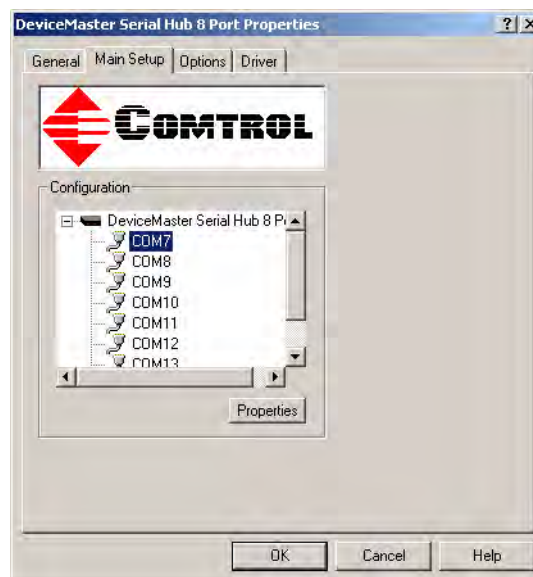 DeviceMaster Serial Hub 8 Port Properties
General Main Setup Options Driver
COMTROL
Configuration
DeviceMaster Serial Hub 8 P
COM7
COM8
COM9
COM10
COM11
COM12
COM13
Properties
OK Cancel Help